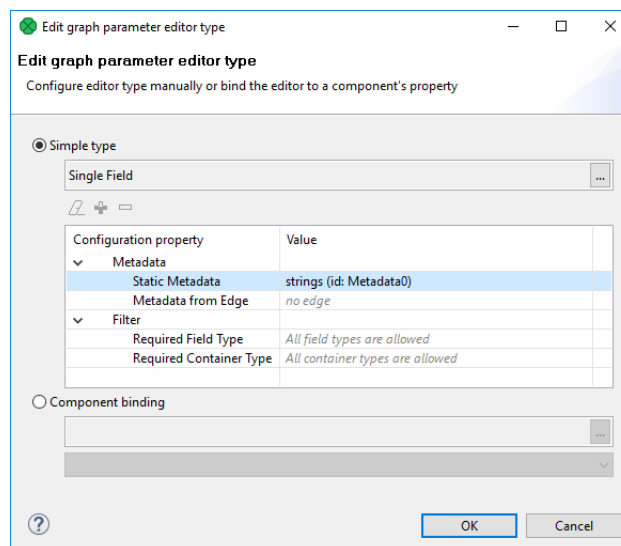 Edit graph parameter editor type
Edit graph parameter editor type
Configure editor type manually or bind the editor to a component's property
Simple type
Single Field
...
Configuration property Value
Metadata
Static Metadata strings (id: Metadata0)
Metadata from Edge no edge
Filter
Required Field Type All field types are allowed
Required Container Type All container types are allowed
Component binding
...
? OK Cancel